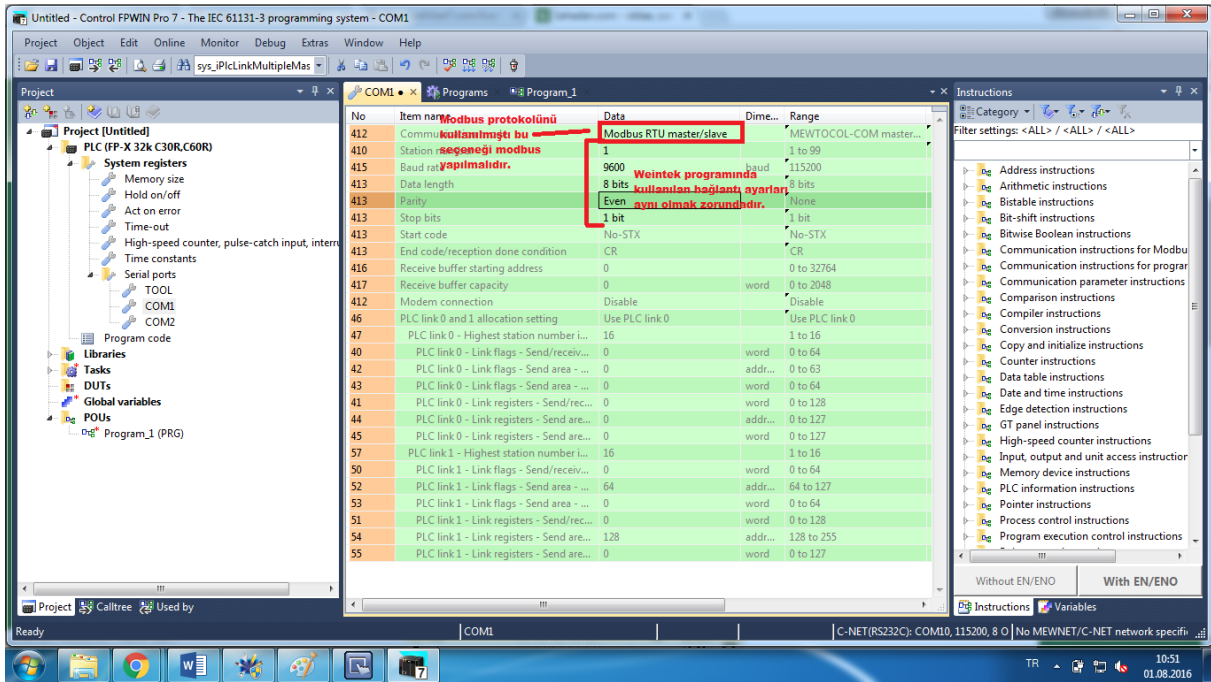 Untitled - Control FPWIN Pro 7 - The IEC 61131-3 programming system - COM1
Project Object Edit Online Monitor Debug Extras Window Help
sys_iPlcLinkMultipleMas
Project
Project [Untitled]
PLC (FP-X 32k C30R,C60R)
System registers
Memory size
Hold on/off
Act on error
Time-out
High-speed counter, pulse-catch input, interru
Time constants
Serial ports
TOOL
COM1
COM2
Program code
Libraries
Tasks
DUTs
Global variables
POUs
Program_1 (PRG)
Project Calltree Used by
COM1 Programs Program_1
No Item name Data Dime... Range
412 Modbus RTU master/slave MEWTOCOL-COM master...
410 Station 1 1 to 99
415 Baud rate 9600 baud 115200
413 Data length 8 bits 8 bits
413 Parity Even None
413 Stop bits 1 bit 1 bit
413 Start code No-STX No-STX
413 End code/reception done condition CR CR
416 Receive buffer starting address 0 0 to 32764
417 Receive buffer capacity 0 word 0 to 2048
412 Modem connection Disable Disable
46 PLC link 0 and 1 allocation setting Use PLC link 0 Use PLC link 0
47 PLC link 0 - Highest station number i... 16 1 to 16
40 PLC link 0 - Link flags - Send/receiv... 0 word 0 to 64
42 PLC link 0 - Link flags - Send area - ... 0 addr... 0 to 63
43 PLC link 0 - Link flags - Send area - ... 0 word 0 to 64
41 PLC link 0 - Link registers - Send/rec... 0 word 0 to 128
44 PLC link 0 - Link registers - Send are... 0 addr... 0 to 127
45 PLC link 0 - Link registers - Send are... 0 word 0 to 127
57 PLC link 1 - Highest station number i... 16 1 to 16
50 PLC link 1 - Link flags - Send/receiv... 0 word 0 to 64
52 PLC link 1 - Link flags - Send area - ... 64 addr... 64 to 127
53 PLC link 1 - Link flags - Send area - ... 0 word 0 to 64
51 PLC link 1 - Link registers - Send/rec... 0 word 0 to 128
54 PLC link 1 - Link registers - Send are... 128 addr... 128 to 255
55 PLC link 1 - Link registers - Send are... 0 word 0 to 127
Modbus protokolünü
kullanılmıştı bu
seçeneği modbus
yapılmalıdır.
Weintek programında
kullanılan bağlantı ayarları
aynı olmak zorundadır.
Instructions
Category
Filter settings: <ALL> / <ALL> / <ALL>
Address instructions
Arithmetic instructions
Bistable instructions
Bit-shift instructions
Bitwise Boolean instructions
Communication instructions for Modbu
Communication instructions for progran
Communication parameter instructions
Comparison instructions
Compiler instructions
Conversion instructions
Copy and initialize instructions
Counter instructions
Data table instructions
Date and time instructions
Edge detection instructions
GT panel instructions
High-speed counter instructions
Input, output and unit access instruction
Memory device instructions
PLC information instructions
Pointer instructions
Process control instructions
Program execution control instructions
Without EN/ENO With EN/ENO
Instructions Variables
Ready COM1 C-NET(RS232C): COM10, 115200, 8 O No MEWNET/C-NET network specifi
TR 10:51
01.08.2016